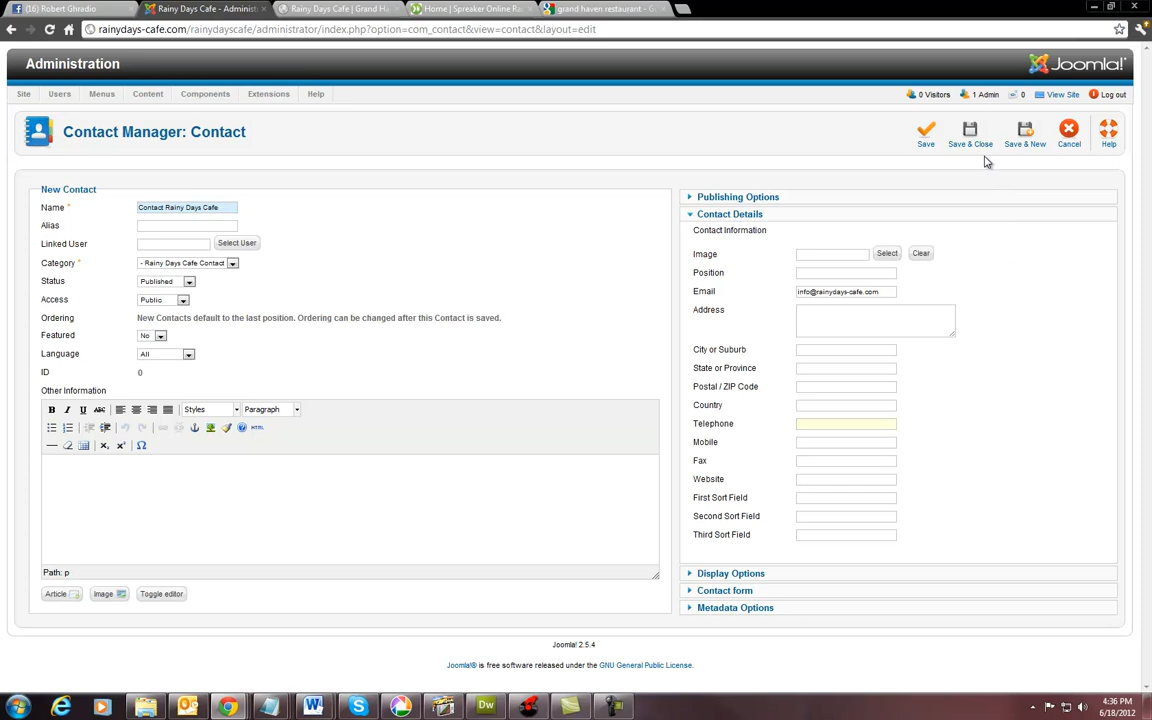 (16) Robert Ghradio
Rainy Days Cafe - Administ
Rainy Days Cafe | Grand Ha
Home | Spreaker Online Ra
grand haven restaurant - Go
rainydays-cafe.com/rainydayscafe/administrator/index.php?option=com_contact&view=contact&layout=edit
Administration
Joomla!
Site Users Menus Content Components Extensions Help
0 Visitors 1 Admin 0 View Site Log out
Contact Manager: Contact
Save Save & Close Save & New Cancel Help
New Contact
Name * Contact Rainy Days Cafe
Alias
Linked User Select User
Category * - Rainy Days Cafe Contact
Status Published
Access Public
Ordering New Contacts default to the last position. Ordering can be changed after this Contact is saved.
Featured No
Language All
ID 0
Other Information
B I U ABC Styles Paragraph
HTML
Path: p
Article Image Toggle editor
Publishing Options
Contact Details
Contact Information
Image Select Clear
Position
Email info@rainydays-cafe.com
Address
City or Suburb
State or Province
Postal / ZIP Code
Country
Telephone
Mobile
Fax
Website
First Sort Field
Second Sort Field
Third Sort Field
Display Options
Contact form
Metadata Options
Joomla! 2.5.4
Joomla!® is free software released under the GNU General Public License.
Dw
4:36 PM
6/18/2012